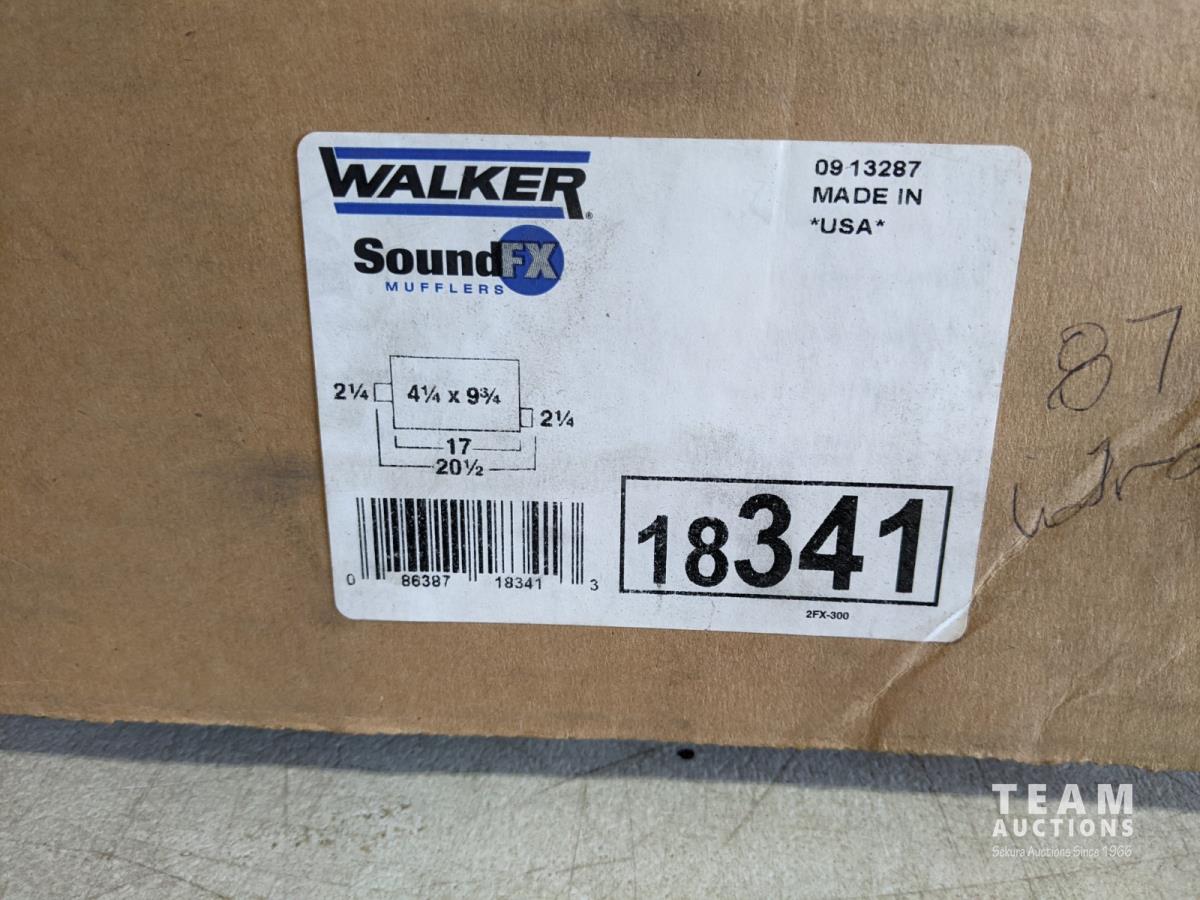 WALKER®
SoundFX
MUFFLERS
09-13287
MADE IN
*USA*
2¼ 4¼ x 9¾ 2¼
17
20½
0 86387 18341 3
18341
2FX-300
87
TEAM
AUCTIONS
Sekura Auctions Since 1966